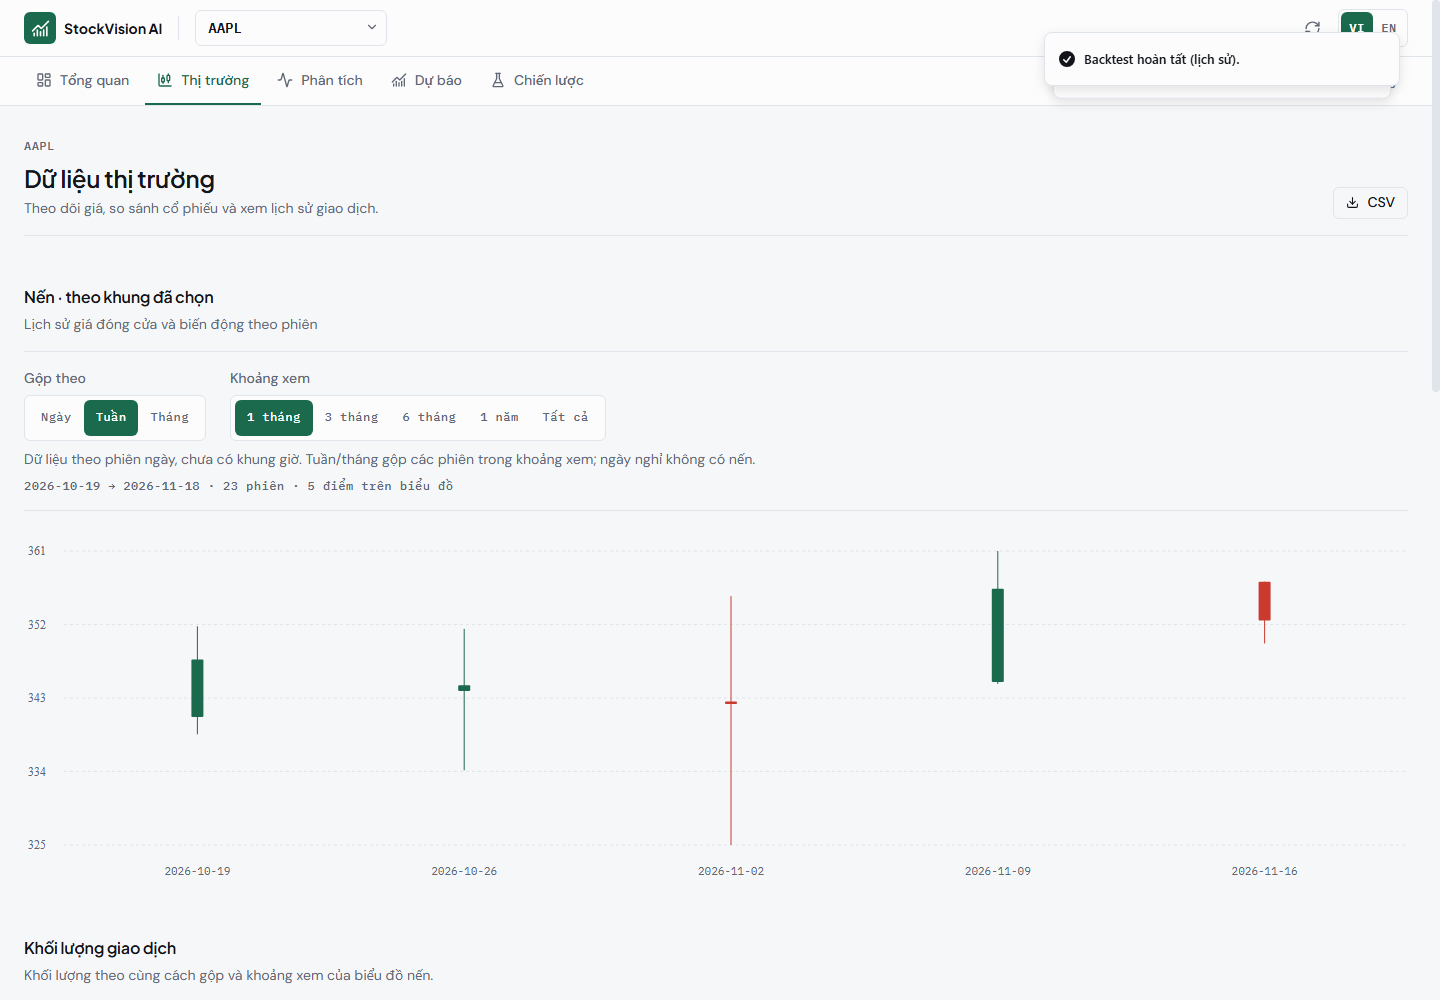 StockVision AI
AAPL
VI
EN
Backtest hoàn tất (lịch sử).
Tổng quan
Thị trường
Phân tích
Dự báo
Chiến lược
AAPL
Dữ liệu thị trường
Theo dõi giá, so sánh cổ phiếu và xem lịch sử giao dịch.
CSV
Nến · theo khung đã chọn
Lịch sử giá đóng cửa và biến động theo phiên
Gộp theo
Khoảng xem
Ngày
Tuần
Tháng
1 tháng
3 tháng
6 tháng
1 năm
Tất cả
Dữ liệu theo phiên ngày, chưa có khung giờ. Tuần/tháng gộp các phiên trong khoảng xem; ngày nghỉ không có nến.
2026-10-19 → 2026-11-18 · 23 phiên · 5 điểm trên biểu đồ
361
352
343
334
325
2026-10-19
2026-10-26
2026-11-02
2026-11-09
2026-11-16
Khối lượng giao dịch
Khối lượng theo cùng cách gộp và khoảng xem của biểu đồ nến.